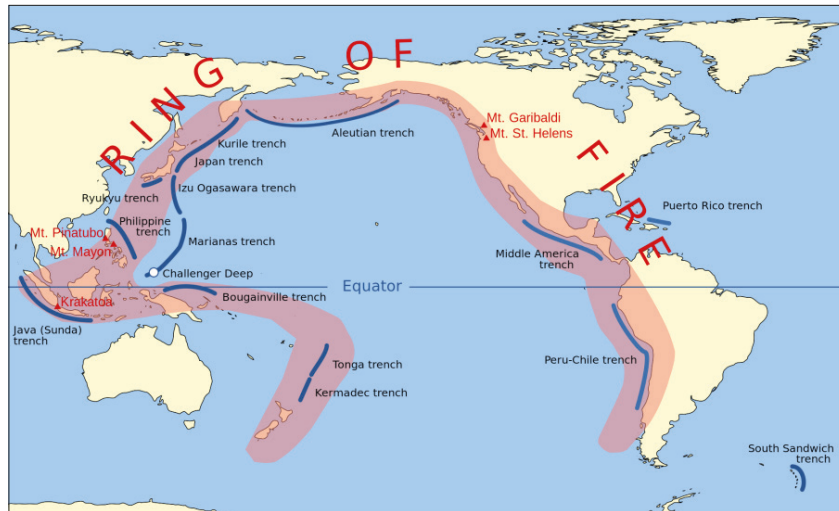 RING OF FIRE
Mt. Garibaldi
Mt. St. Helens
Aleutian trench
Kurile trench
Japan trench
Izu Ogasawara trench
Ryukyu trench
Philippine
trench
Mt. Pinatubo
Mt. Mayon
Marianas trench
Challenger Deep
Puerto Rico trench
Middle America
trench
Equator
Krakatoa
Bougainville trench
Java (Sunda)
trench
Tonga trench
Kermadec trench
Peru-Chile trench
South Sandwich
trench